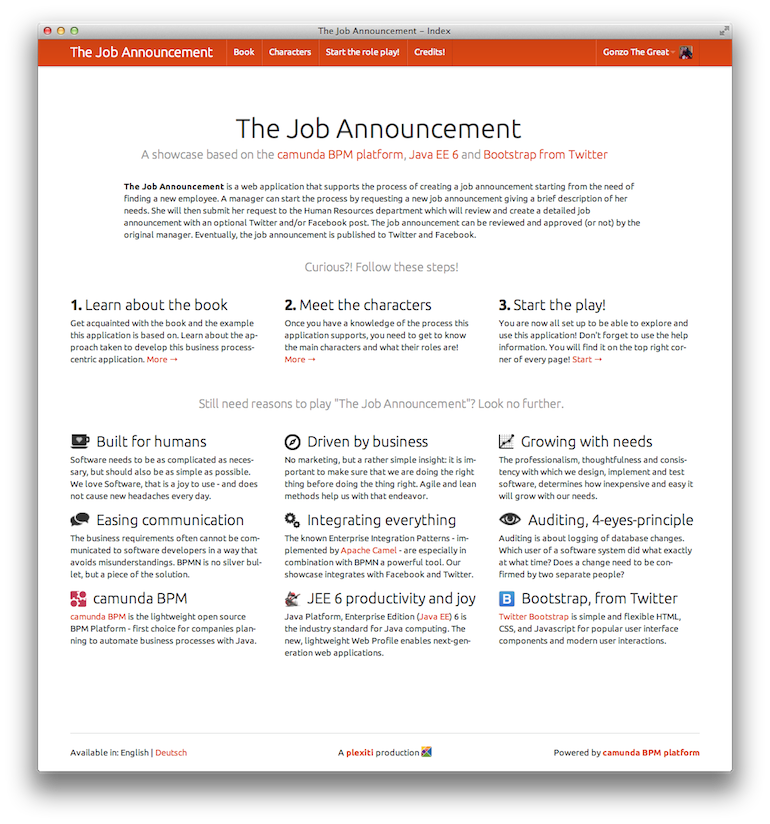 The Job Announcement – Index
The Job Announcement Book Characters Start the role play! Credits! Gonzo The Great
The Job Announcement
A showcase based on the camunda BPM platform, Java EE 6 and Bootstrap from Twitter
The Job Announcement is a web application that supports the process of creating a job announcement starting from the need of
finding a new employee. A manager can start the process by requesting a new job announcement giving a brief description of her
needs. She will then submit her request to the Human Resources department which will review and create a detailed job
announcement with an optional Twitter and/or Facebook post. The job announcement can be reviewed and approved (or not) by the
original manager. Eventually, the job announcement is published to Twitter and Facebook.
Curious?! Follow these steps!
1. Learn about the book
Get acquainted with the book and the example
this application is based on. Learn about the ap-
proach taken to develop this business process-
centric application. More →
2. Meet the characters
Once you have a knowledge of the process this
application supports, you need to get to know
the main characters and what their roles are!
More →
3. Start the play!
You are now all set up to be able to explore and
use this application! Don't forget to use the help
information. You will find it on the top right cor-
ner of every page! Start →
Still need reasons to play "The Job Announcement"? Look no further.
Built for humans
Software needs to be as complicated as neces-
sary, but should also be as simple as possible.
We love Software, that is a joy to use - and does
not cause new headaches every day.
Driven by business
No marketing, but a rather simple insight: it is im-
portant to make sure that we are doing the right
thing before doing the thing right. Agile and lean
methods help us with that endeavor.
Growing with needs
The professionalism, thoughtfulness and consis-
tency with which we design, implement and test
software, determines how inexpensive and easy it
will grow with our needs.
Easing communication
The business requirements often cannot be com-
municated to software developers in a way that
avoids misunderstandings. BPMN is no silver bul-
let, but a piece of the solution.
Integrating everything
The known Enterprise Integration Patterns - im-
plemented by Apache Camel - are especially in
combination with BPMN a powerful tool. Our
showcase integrates with Facebook and Twitter.
Auditing, 4-eyes-principle
Auditing is about logging of database changes.
Which user of a software system did what exactly
at what time? Does a change need to be con-
firmed by two separate people?
camunda BPM
camunda BPM is the lightweight open source
BPM Platform - first choice for companies plan-
ning to automate business processes with Java.
JEE 6 productivity and joy
Java Platform, Enterprise Edition (Java EE) 6 is
the industry standard for Java computing. The
new, lightweight Web Profile enables next-gen-
eration web applications.
B Bootstrap, from Twitter
Twitter Bootstrap is simple and flexible HTML,
CSS, and Javascript for popular user interface
components and modern user interactions.
Available in: English | Deutsch
A plexiti production
Powered by camunda BPM platform